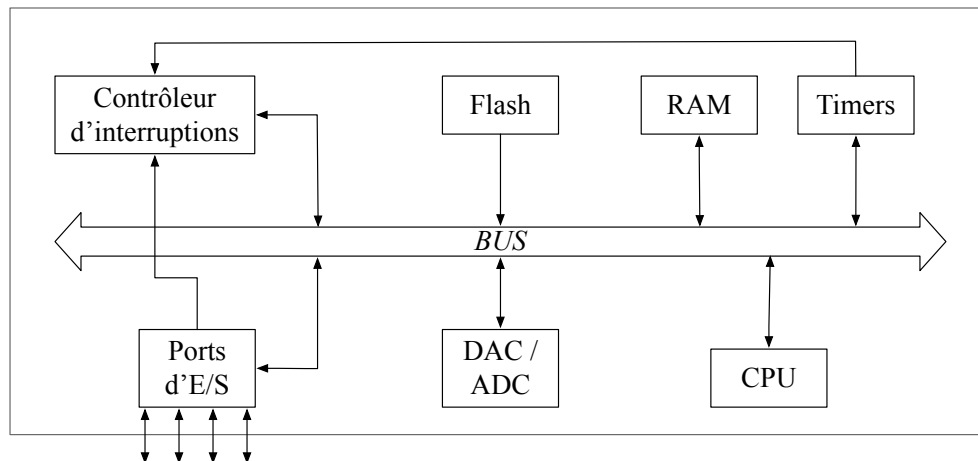 Contrôleur
d’interruptions
Flash
RAM
Timers
BUS
Ports
d’E/S
DAC /
ADC
CPU